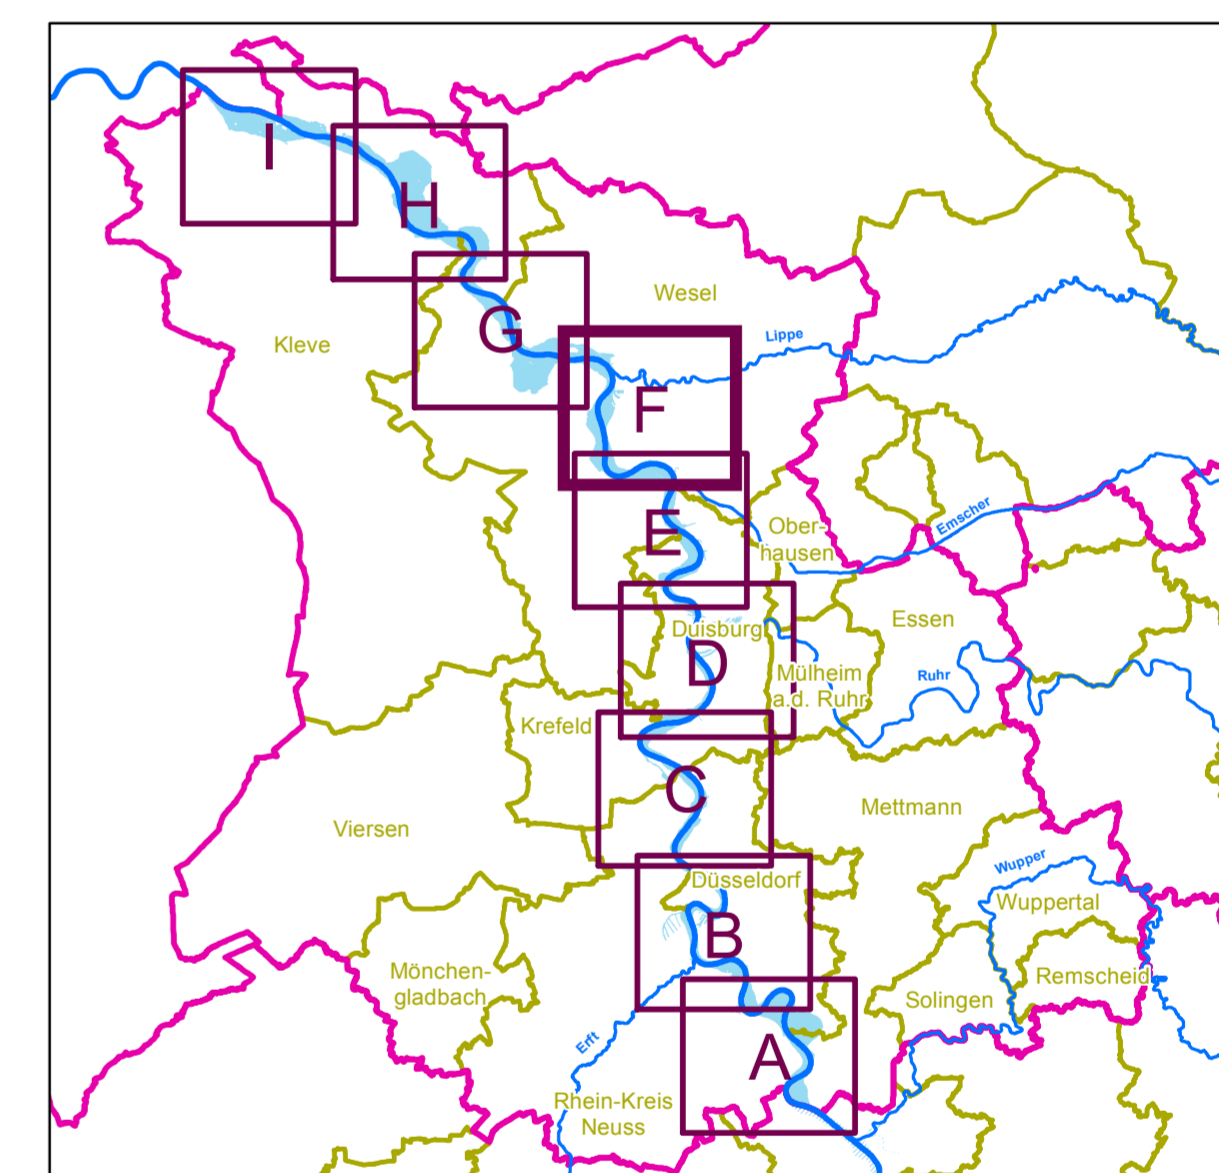 I
H
Wesel
G
Lippe
Kleve
F
Emscher
E
Ober-
hausen
Essen
Duisburg
D
Mülheim
a.d. Ruhr
Ruhr
Krefeld
C
Mettmann
Viersen
Wupper
Düsseldorf
Wuppertal
B
Mönchen-
gladbach
Remscheid
Solingen
Erft
A
Rhein-Kreis
Neuss